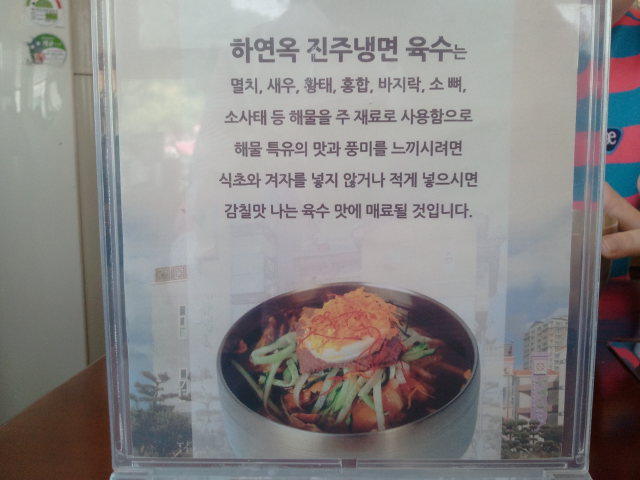 하연옥 진주냉면 육수는
멸치, 새우, 황태, 홍합, 바지락, 소 뼈,
소사태 등 해물을 주 재료로 사용함으로
해물 특유의 맛과 풍미를 느끼시려면
식초와 겨자를 넣지 않거나 적게 넣으시면
감칠맛 나는 육수 맛에 매료될 것입니다.